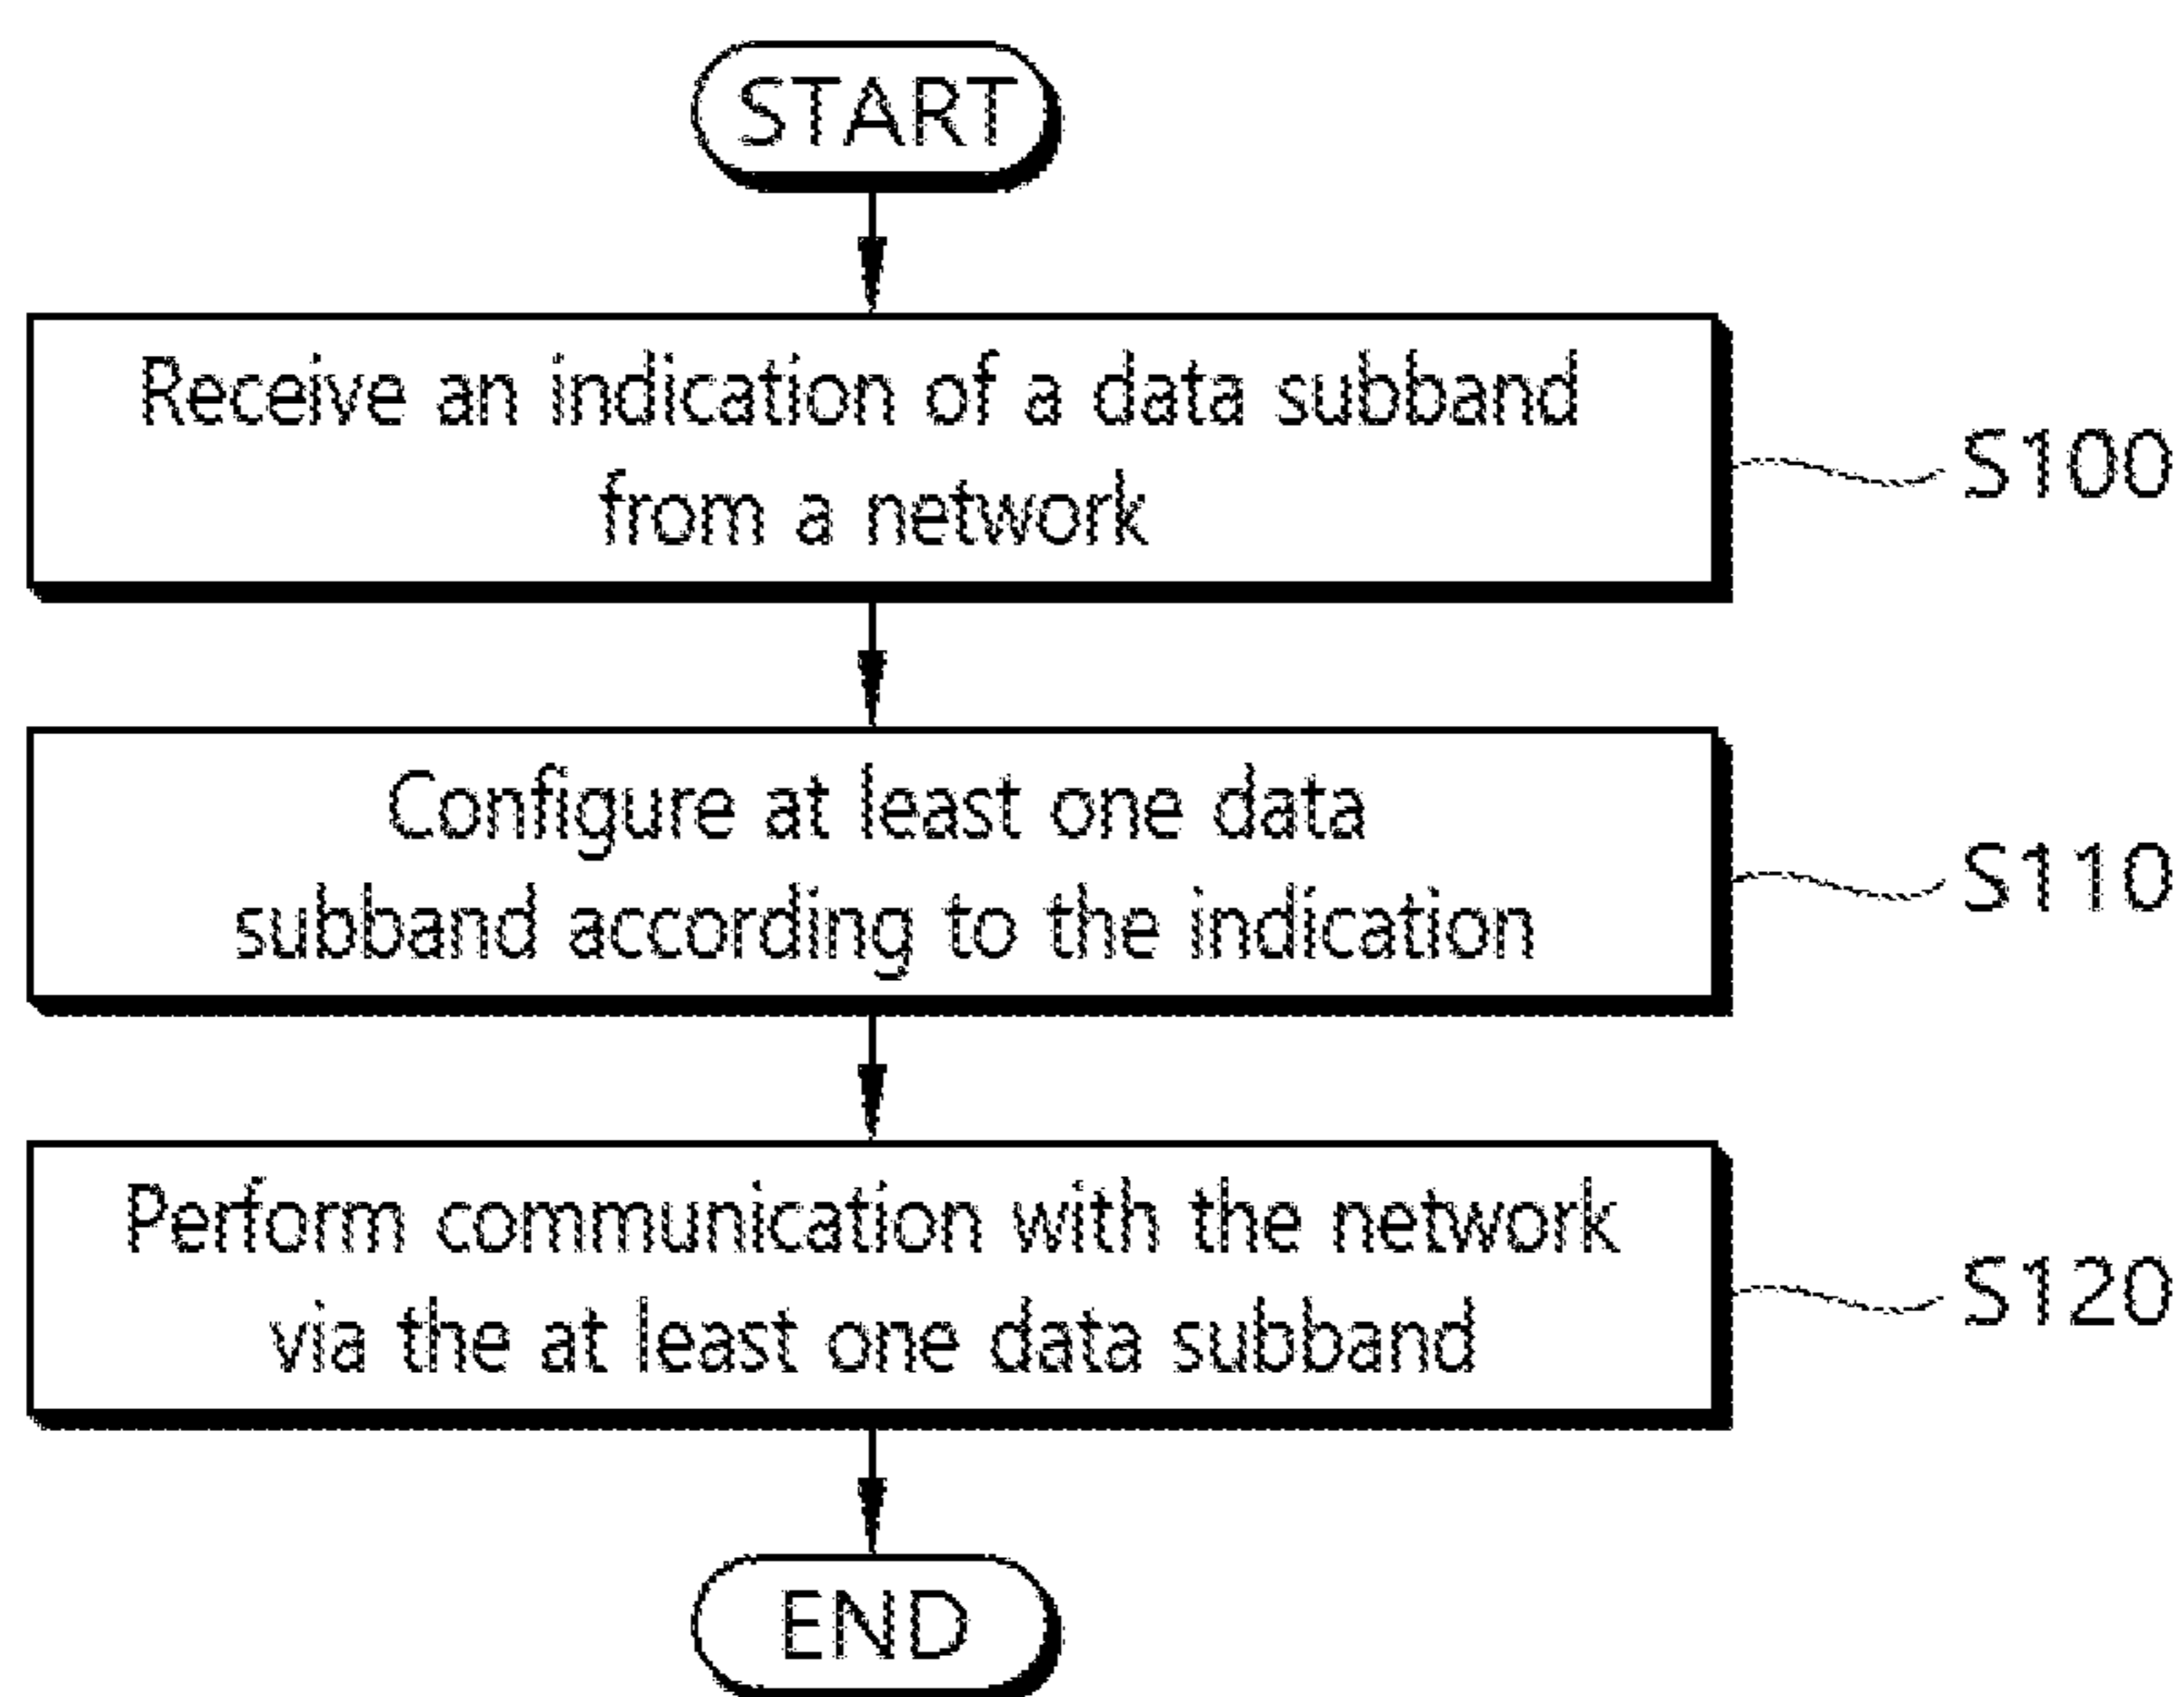 START
Receive an indication of a data subband
from a network
S100
Configure at least one data
subband according to the indication
S110
Perform communication with the network
via the at least one data subband
S120
END